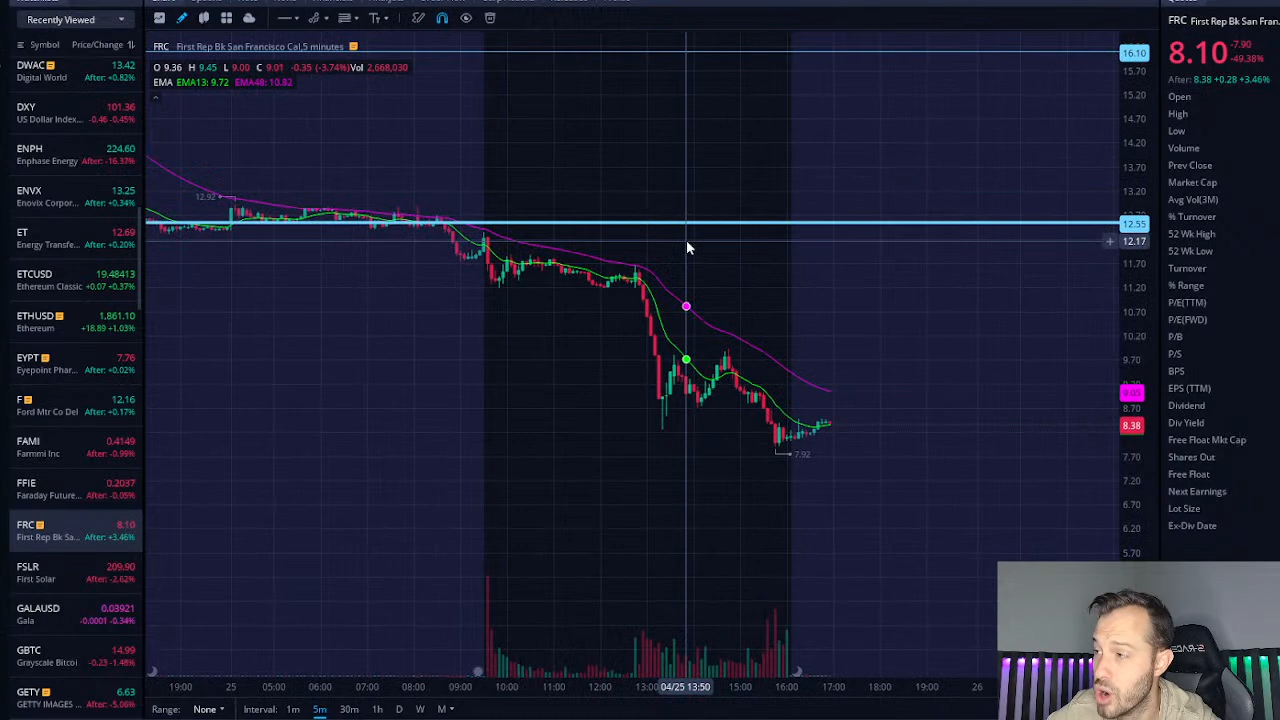 Recently Viewed
Symbol Price/Change
DWAC 13.42
Digital World After: +0.82%
DXY 101.36
US Dollar Index... -0.46 -0.45%
ENPH 224.60
Enphase Energy After: -16.37%
ENVX 13.25
Enovix Corpor... After: +0.34%
ET 12.69
Energy Transfe... After: +0.20%
ETCUSD 19.48413
Ethereum Classic +0.07 +0.37%
ETHUSD 1,861.10
Ethereum +18.89 +1.03%
EYPT 7.76
Eyepoint Phar... After: +0.02%
F 12.16
Ford Mtr Co Del After: +0.17%
FAMI 0.4149
Farmmi Inc After: -0.99%
FFIE 0.2037
Faraday Future... After: -0.05%
FRC 8.10
First Rep Bk Sa... After: +3.46%
FSLR 209.90
First Solar After: -2.62%
GALAUSD 0.03921
Gala -0.0001 -0.34%
GBTC 14.99
Grayscale Bitcoi -0.23 -1.48%
GETY 6.63
GETTY IMAGES... After: -5.06%
FRC First Rep Bk San Francisco Cal,5 minutes
O 9.36 H 9.45 L 9.00 C 9.01 -0.35 (-3.74%) Vol 2,668,030
EMA EMA13: 9.72 EMA48: 10.82
12.92
7.92
16.10
15.70
15.20
14.70
14.20
13.70
13.20
12.55
12.17
11.70
11.20
10.70
10.20
9.70
8.70
8.38
7.70
7.20
6.70
6.20
5.70
19:00 25 05:00 06:00 07:00 08:00 09:00 10:00 11:00 12:00 13:00 04/25 13:50 15:00 16:00 17:00 18:00 19:00 26
Range: None Interval: 1m 5m 30m 1h D W M
FRC First Rep Bk San Fran...
8.10 -7.90
-49.38%
After: 8.38 +0.28 +3.46%
Open
High
Low
Volume
Prev Close
Market Cap
Avg Vol(3M)
% Turnover
52 Wk High
52 Wk Low
Turnover
% Range
P/E(TTM)
P/E(FWD)
P/B
P/S
BPS
EPS (TTM)
Dividend
Div Yield
Free Float Mkt Cap
Shares Out
Free Float
Next Earnings
Lot Size
Ex-Div Date